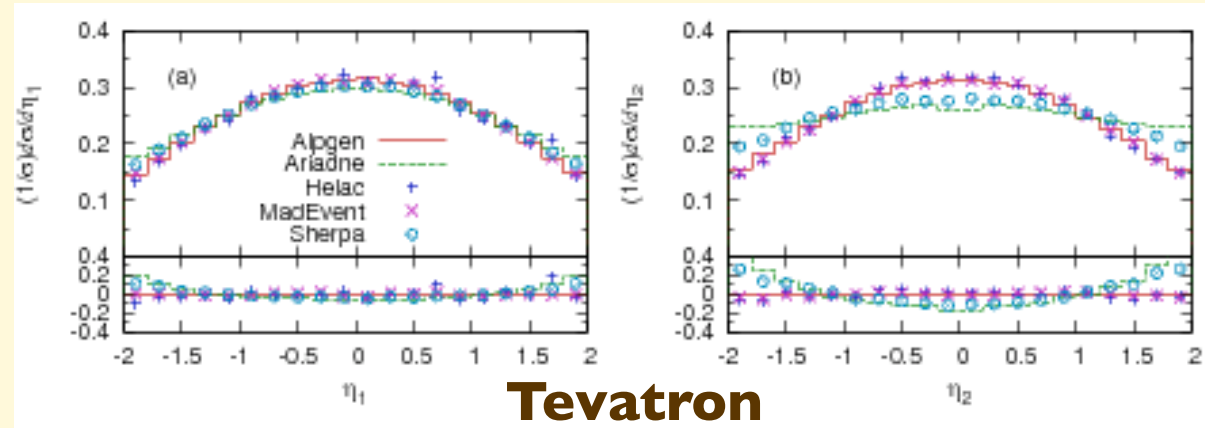 0.4
0.3
0.2
0.1
0.4
0.2
0
-0.2
-0.4
(1/σ)dσ/dη1
(a)
Alpgen
Ariadne
Helac
MadEvent
Sherpa
-2 -1.5 -1 -0.5 0 0.5 1 1.5 2
η1
0.4
0.3
0.2
0.1
0.4
0.2
0
-0.2
-0.4
(1/σ)dσ/dη2
(b)
-2 -1.5 -1 -0.5 0 0.5 1 1.5 2
η2
Tevatron